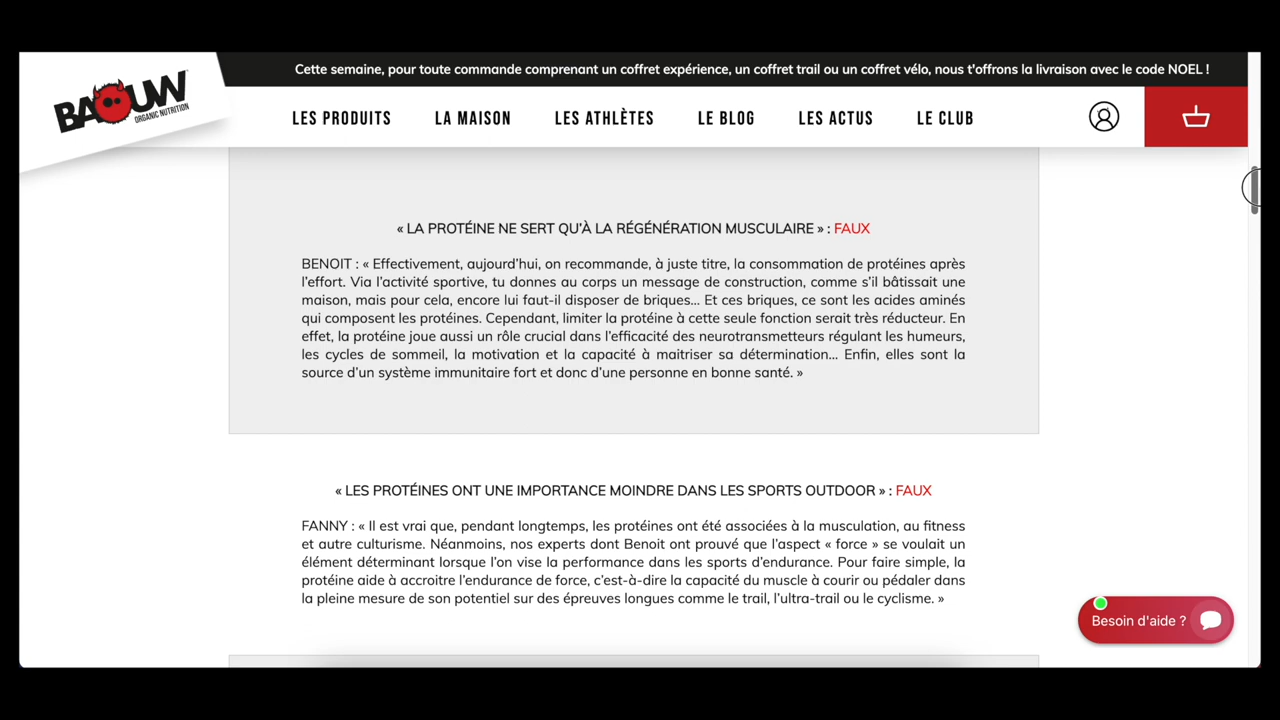 Cette semaine, pour toute commande comprenant un coffret expérience, un coffret trail ou un coffret vélo, nous t'offrons la livraison avec le code NOEL !
BAOUW
ORGANIC NUTRITION
LES PRODUITS LA MAISON LES ATHLÈTES LE BLOG LES ACTUS LE CLUB
« LA PROTÉINE NE SERT QU'À LA RÉGÉNÉRATION MUSCULAIRE » : FAUX
BENOIT : « Effectivement, aujourd'hui, on recommande, à juste titre, la consommation de protéines après
l'effort. Via l'activité sportive, tu donnes au corps un message de construction, comme s'il bâtissait une
maison, mais pour cela, encore lui faut-il disposer de briques... Et ces briques, ce sont les acides aminés
qui composent les protéines. Cependant, limiter la protéine à cette seule fonction serait très réducteur. En
effet, la protéine joue aussi un rôle crucial dans l'efficacité des neurotransmetteurs régulant les humeurs,
les cycles de sommeil, la motivation et la capacité à maitriser sa détermination... Enfin, elles sont la
source d'un système immunitaire fort et donc d'une personne en bonne santé. »
« LES PROTÉINES ONT UNE IMPORTANCE MOINDRE DANS LES SPORTS OUTDOOR » : FAUX
FANNY : « Il est vrai que, pendant longtemps, les protéines ont été associées à la musculation, au fitness
et autre culturisme. Néanmoins, nos experts dont Benoit ont prouvé que l'aspect « force » se voulait un
élément déterminant lorsque l'on vise la performance dans les sports d'endurance. Pour faire simple, la
protéine aide à accroitre l'endurance de force, c'est-à-dire la capacité du muscle à courir ou pédaler dans
la pleine mesure de son potentiel sur des épreuves longues comme le trail, l'ultra-trail ou le cyclisme. »
Besoin d'aide ?